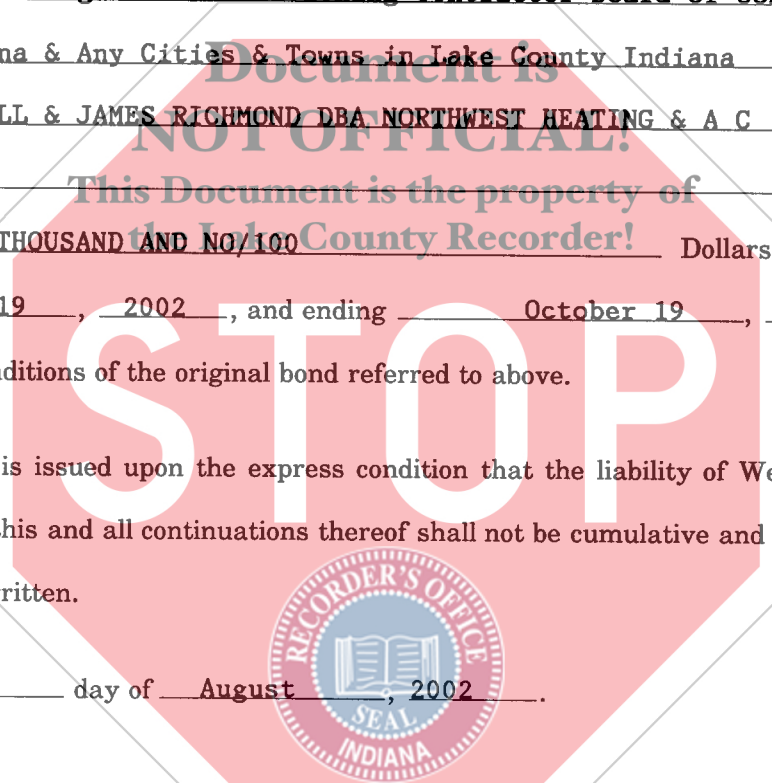 na & Any Cities & Towns in Lake County Indiana
Document is
LL & JAMES RICHMOND DBA NORTHWEST HEATING & A C
NOT OFFICIAL!
This Document is the property of
the Lake County Recorder!
THOUSAND AND NO/100 Dollars
19, 2002, and ending October 19,
STOP
ditions of the original bond referred to above.
is issued upon the express condition that the liability of We
this and all continuations thereof shall not be cumulative and
ritten.
day of August, 2002.
RECORDER'S OFFICE
SEAL
INDIANA